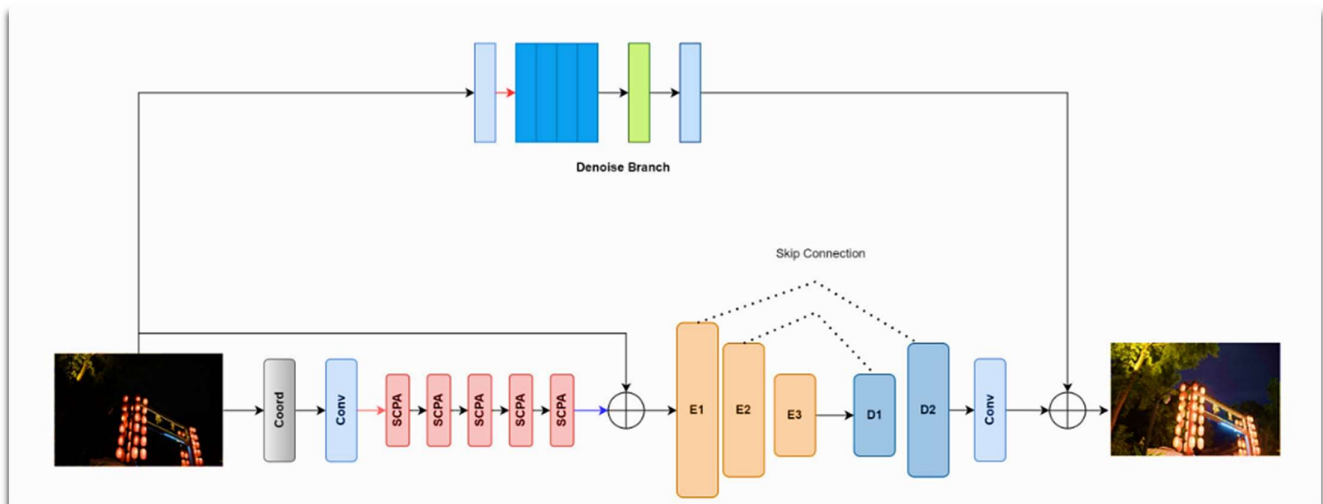 Denoise Branch
Skip Connection
Coord
Conv
SCPA
SCPA
SCPA
SCPA
SCPA
E1
E2
E3
D1
D2
Conv